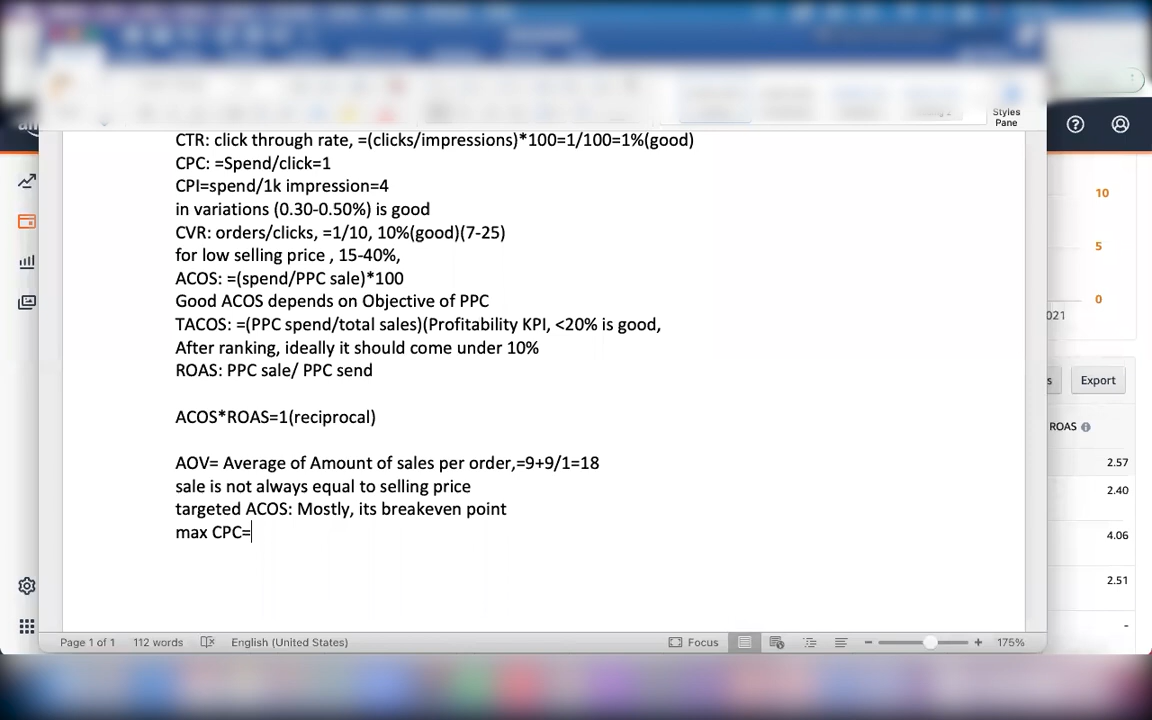 Styles
Pane
CTR: click through rate, =(clicks/impressions)*100=1/100=1%(good)
CPC: =Spend/click=1
CPI=spend/1k impression=4
in variations (0.30-0.50%) is good
CVR: orders/clicks, =1/10, 10%(good)(7-25)
for low selling price , 15-40%,
ACOS: =(spend/PPC sale)*100
Good ACOS depends on Objective of PPC
TACOS: =(PPC spend/total sales)(Profitability KPI, <20% is good,
After ranking, ideally it should come under 10%
ROAS: PPC sale/ PPC send
ACOS*ROAS=1(reciprocal)
AOV= Average of Amount of sales per order,=9+9/1=18
sale is not always equal to selling price
targeted ACOS: Mostly, its breakeven point
max CPC=
10
5
0
021
s
Export
ROAS
2.57
2.40
4.06
2.51
-
Page 1 of 1
112 words
English (United States)
Focus
175%